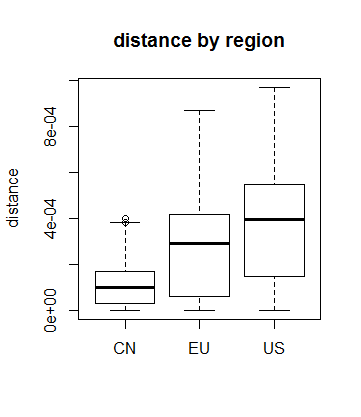 distance by region
distance
8e-04
4e-04
0e+00
CN EU US